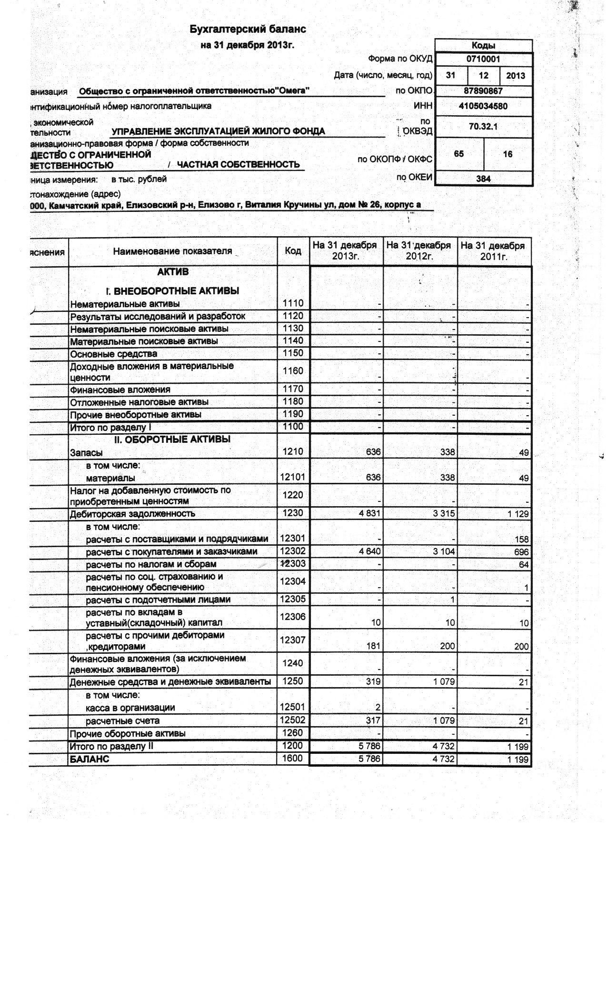 Бухгалтерский баланс
на 31 декабря 2013г.
Коды
Форма по ОКУД 0710001
Дата (число, месяц, год) 31 12 2013
анизация Общество с ограниченной ответственностью"Омега" по ОКПО 87890867
нтификационный номер налогоплательщика ИНН 4105034580
экономической
тельности УПРАВЛЕНИЕ ЭКСПЛУАТАЦИЕЙ ЖИЛОГО ФОНДА по ОКВЭД 70.32.1
анизационно-правовая форма / форма собственности
ЩЕСТВО С ОГРАНИЧЕННОЙ
ВЕТСТВЕННОСТЬЮ / ЧАСТНАЯ СОБСТВЕННОСТЬ по ОКОПФ / ОКФС 65 16
ница измерения: в тыс. рублей по ОКЕИ 384
стонахождение (адрес)
000, Камчатский край, Елизовский р-н, Елизово г, Виталия Кручины ул, дом № 26, корпус а
яснения Наименование показателя Код На 31 декабря 2013г. На 31 декабря 2012г. На 31 декабря 2011г.
АКТИВ
I. ВНЕОБОРОТНЫЕ АКТИВЫ
Нематериальные активы 1110 - - -
Результаты исследований и разработок 1120 - - -
Нематериальные поисковые активы 1130 - - -
Материальные поисковые активы 1140 - - -
Основные средства 1150 - - -
Доходные вложения в материальные
ценности 1160 - - -
Финансовые вложения 1170 - - -
Отложенные налоговые активы 1180 - - -
Прочие внеоборотные активы 1190 - - -
Итого по разделу I 1100 - - -
II. ОБОРОТНЫЕ АКТИВЫ
Запасы 1210 636 338 49
в том числе:
материалы 12101 636 338 49
Налог на добавленную стоимость по
приобретенным ценностям 1220 - - -
Дебиторская задолженность 1230 4 831 3 315 1 129
в том числе:
расчеты с поставщиками и подрядчиками 12301 - - 158
расчеты с покупателями и заказчиками 12302 4 640 3 104 696
расчеты по налогам и сборам 12303 - - 64
расчеты по соц. страхованию и
пенсионному обеспечению 12304 - - 1
расчеты с подотчетными лицами 12305 - 1 -
расчеты по вкладам в
уставный(складочный) капитал 12306 10 10 10
расчеты с прочими дебиторами
,кредиторами 12307 181 200 200
Финансовые вложения (за исключением
денежных эквивалентов) 1240 - - -
Денежные средства и денежные эквиваленты 1250 319 1 079 21
в том числе:
касса в организации 12501 2 - -
расчетные счета 12502 317 1 079 21
Прочие оборотные активы 1260 - - -
Итого по разделу II 1200 5 786 4 732 1 199
БАЛАНС 1600 5 786 4 732 1 199